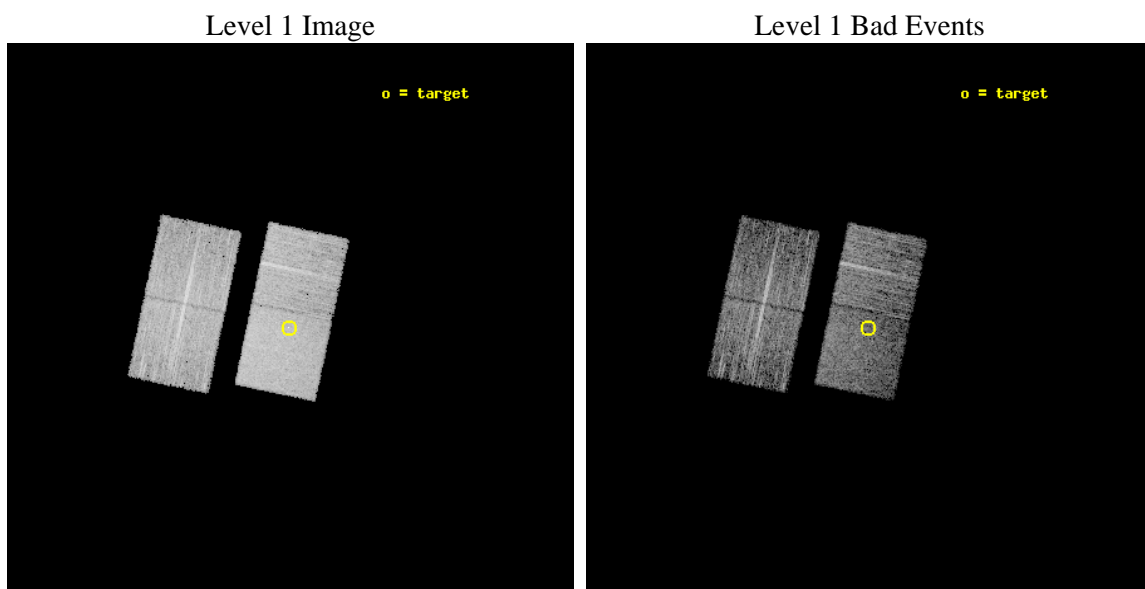 Level 1 Image
Level 1 Bad Events
o = target
o = target